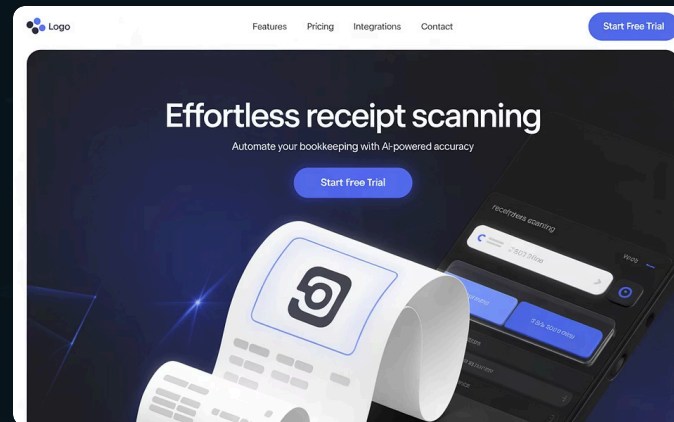 Logo
Features
Pricing
Integrations
Contact
Start Free Trial
Effortless receipt scanning
Automate your bookkeeping with AI-powered accuracy
Start Free Trial
scanning